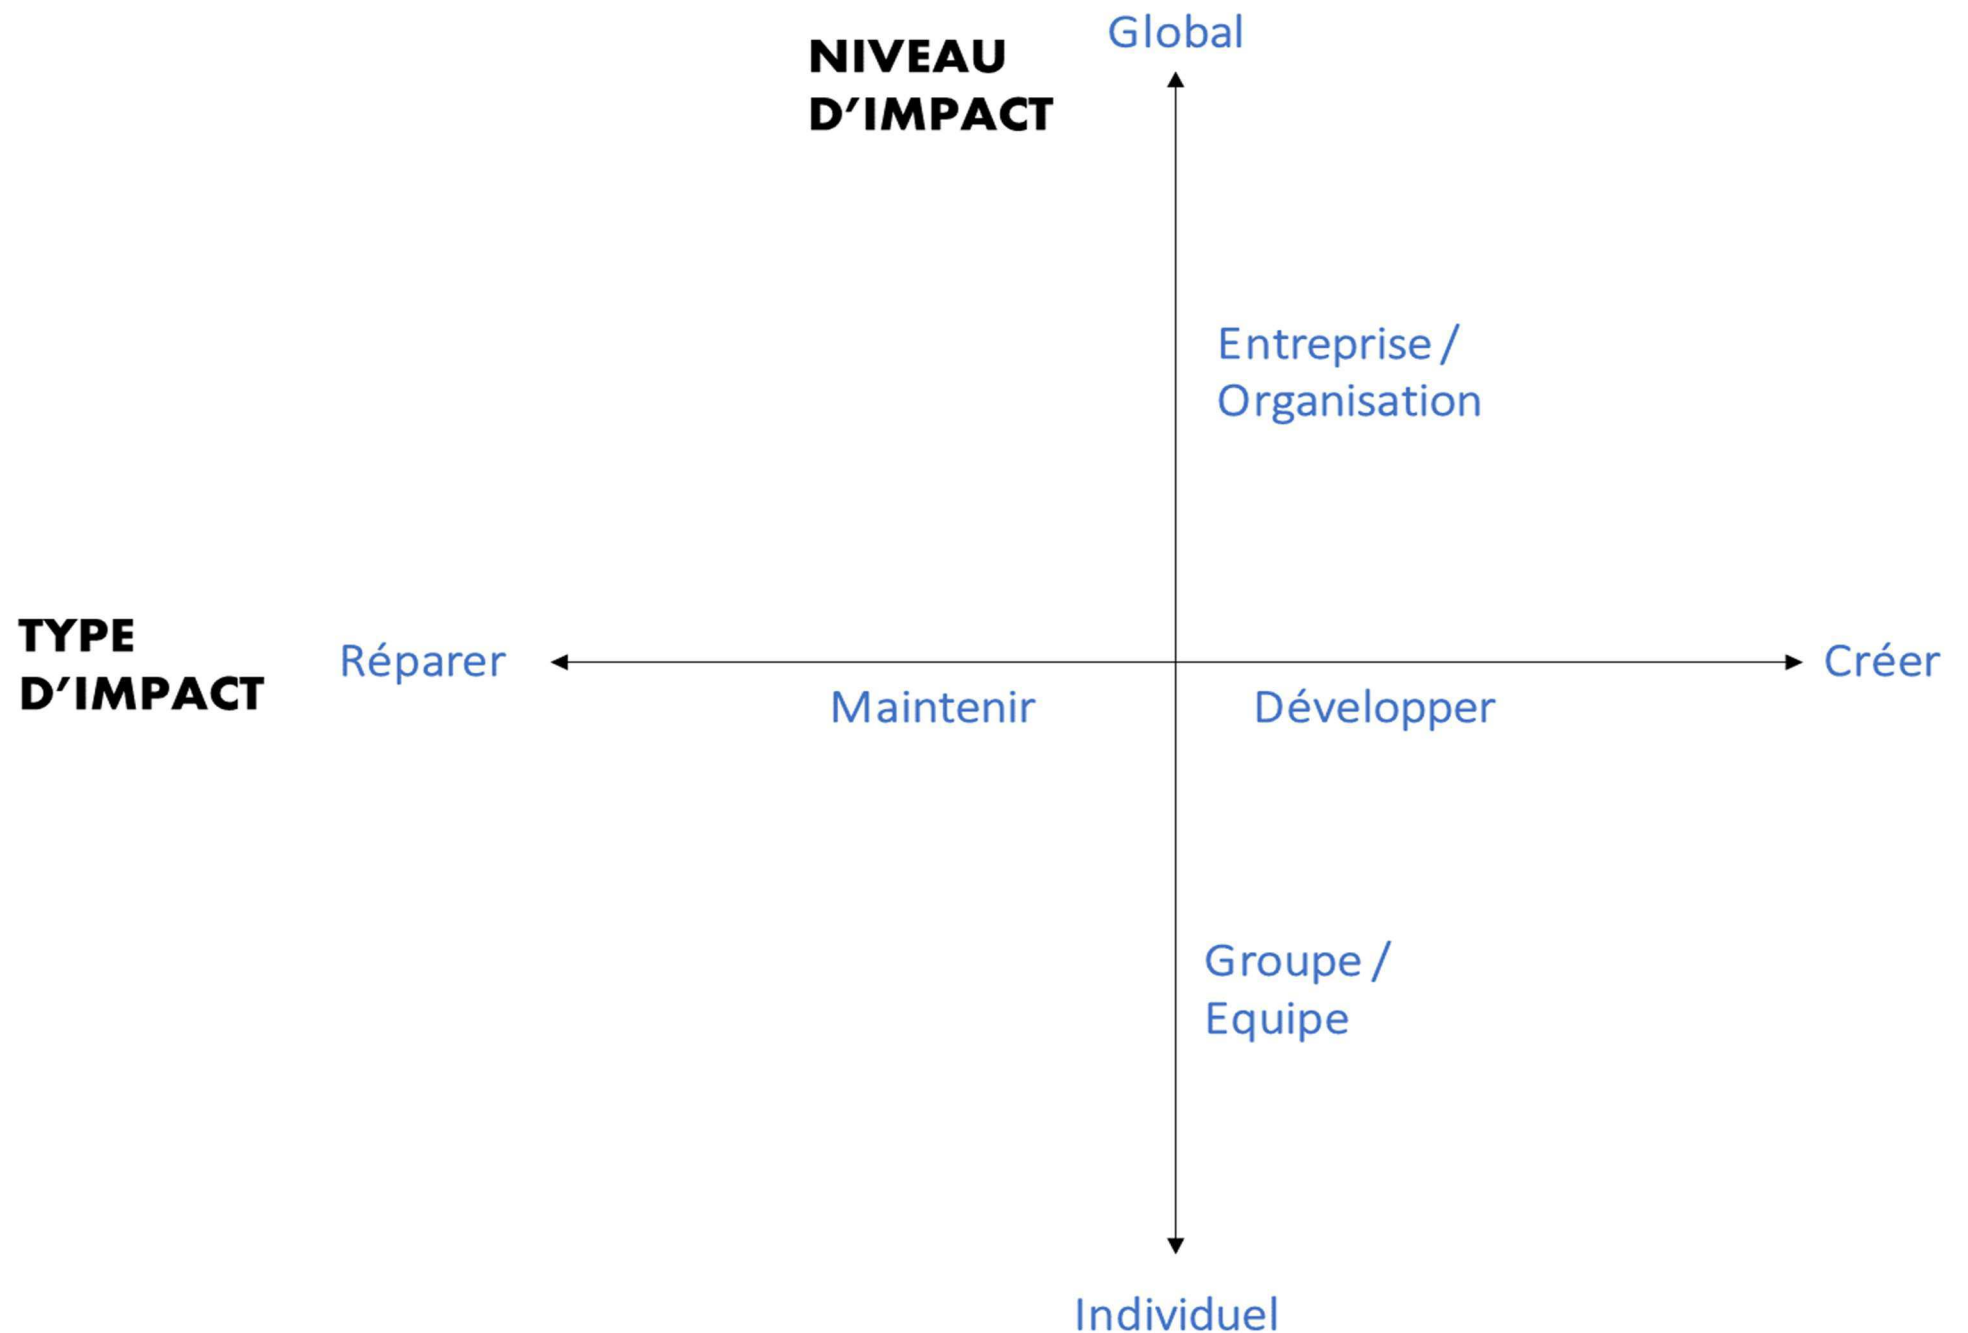 Global
NIVEAU
D'IMPACT
Entreprise /
Organisation
TYPE
D'IMPACT
Réparer
Créer
Maintenir
Développer
Groupe /
Equipe
Individuel